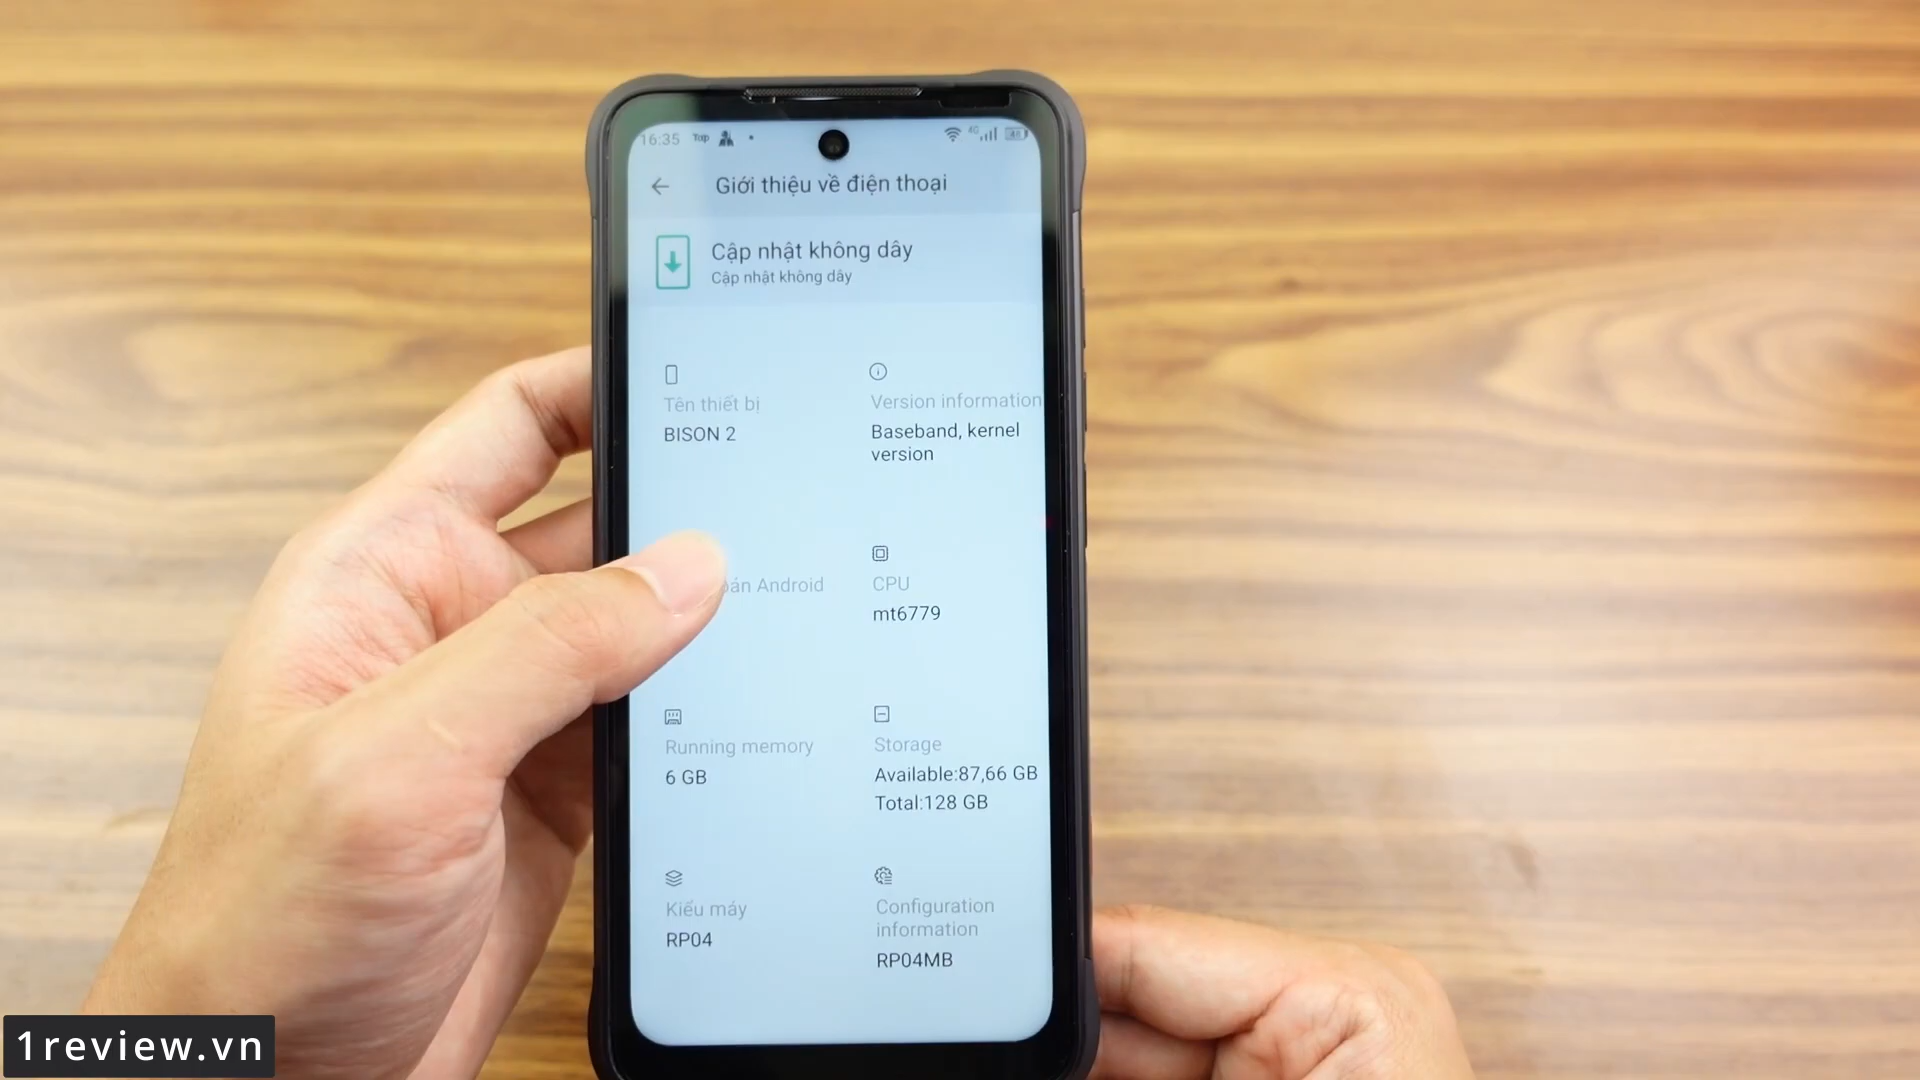 16:35
Giới thiệu về điện thoại
Cập nhật không dây
Cập nhật không dây
Tên thiết bị
BISON 2
Version information
Baseband, kernel
version
Android
CPU
mt6779
Running memory
6 GB
Storage
Available:87,66 GB
Total:128 GB
Kiểu máy
RP04
Configuration
information
RP04MB
1review.vn